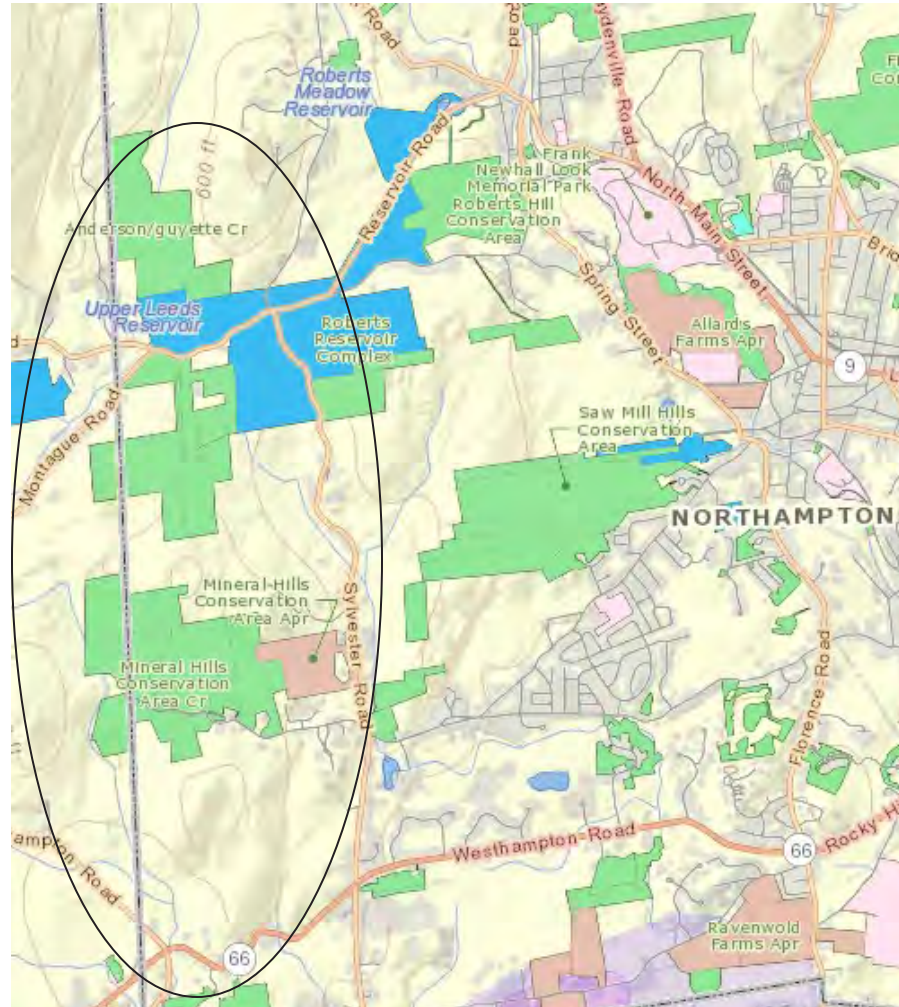 Road
ydenville Road
Roberts
Meadow
Reservoir
600 ft
Reservoir Road
Frank
Newhall Look
Memorial Park
Roberts Hill
Conservation
Area
North Main Street
Anderson/guyette Cr
Upper Leeds
Reservoir
Roberts
Reservoir
Complex
Spring Street
Allards
Farms Apr
9
Montague Road
Saw Mill Hills
Conservation
Area
NORTHAMPTON
Mineral Hills
Conservation
Area Apr
Sylvester Road
Mineral Hills
Conservation
Area Cr
Florence Road
ampton Road
Westhampton Road
66
Rocky H
66
Ravenwold
Farms Apr